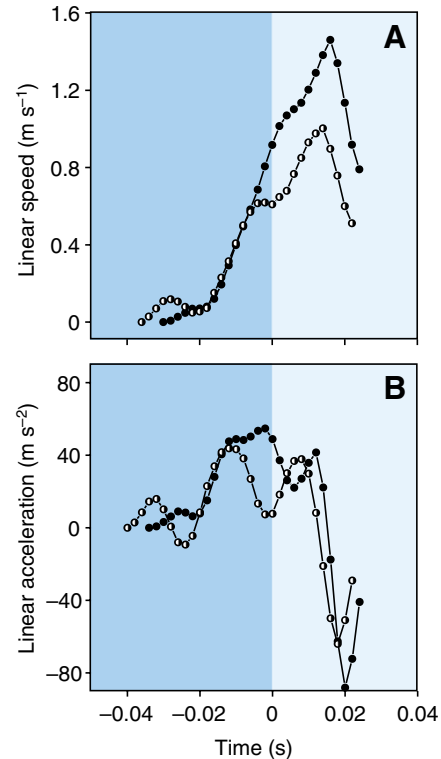 1.6
A
1.2
0.8
0.4
0
Linear speed (m s⁻¹)
80
B
40
0
−40
−80
Linear acceleration (m s⁻²)
−0.04 −0.02 0 0.02 0.04
Time (s)